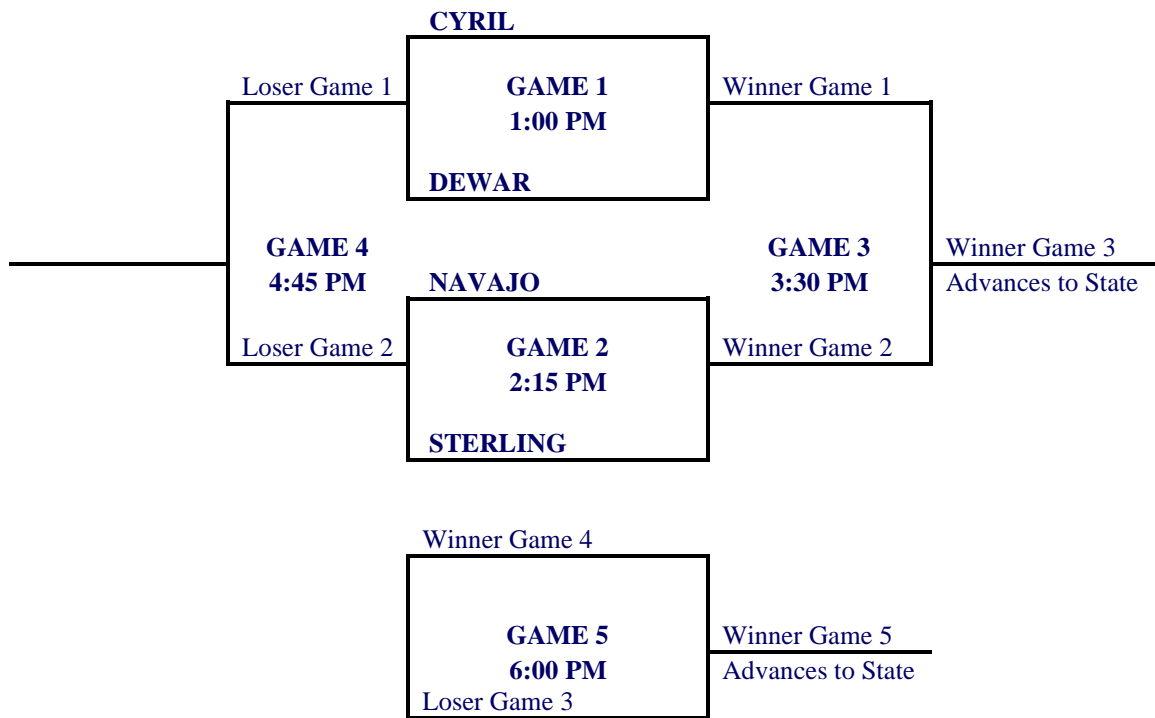 CYRIL
Loser Game 1
GAME 1
Winner Game 1
1:00 PM
DEWAR
GAME 4
GAME 3
Winner Game 3
4:45 PM
NAVAJO
3:30 PM
Advances to State
Loser Game 2
GAME 2
Winner Game 2
2:15 PM
STERLING
Winner Game 4
GAME 5
Winner Game 5
6:00 PM
Advances to State
Loser Game 3